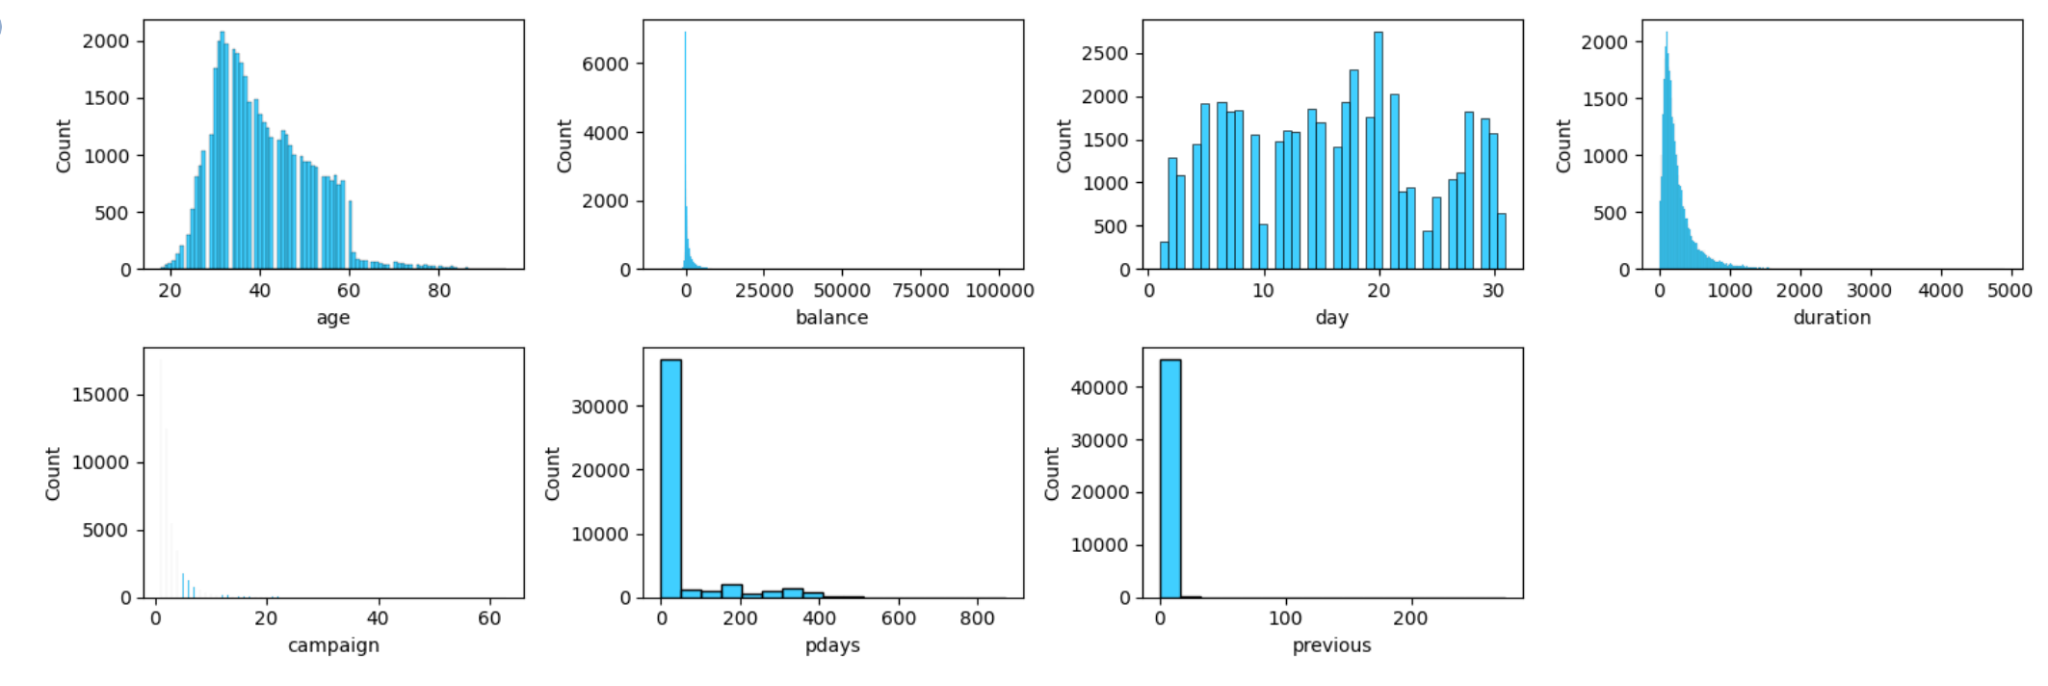 Count
2000
1500
1000
500
0
20 40 60 80
age
Count
6000
4000
2000
0
0 25000 50000 75000 100000
balance
Count
2500
2000
1500
1000
500
0
0 10 20 30
day
Count
2000
1500
1000
500
0
0 1000 2000 3000 4000 5000
duration
Count
15000
10000
5000
0
0 20 40 60
campaign
Count
30000
20000
10000
0
0 200 400 600 800
pdays
Count
40000
30000
20000
10000
0
0 100 200
previous